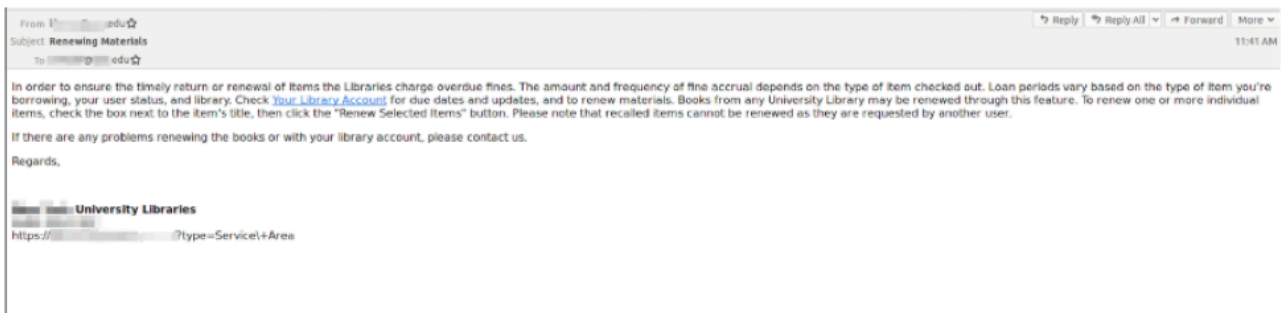 From edu
Reply Reply All Forward More
Subject Renewing Materials
11:41 AM
To edu
In order to ensure the timely return or renewal of items the Libraries charge overdue fines. The amount and frequency of fine accrual depends on the type of item checked out. Loan periods vary based on the type of item you're
borrowing, your user status, and library. Check Your Library Account for due dates and updates, and to renew materials. Books from any University Library may be renewed through this feature. To renew one or more individual
items, check the box next to the item's title, then click the "Renew Selected Items" button. Please note that recalled items cannot be renewed as they are requested by another user.
If there are any problems renewing the books or with your library account, please contact us.
Regards,
University Libraries
https:// ?type=Service\+Area